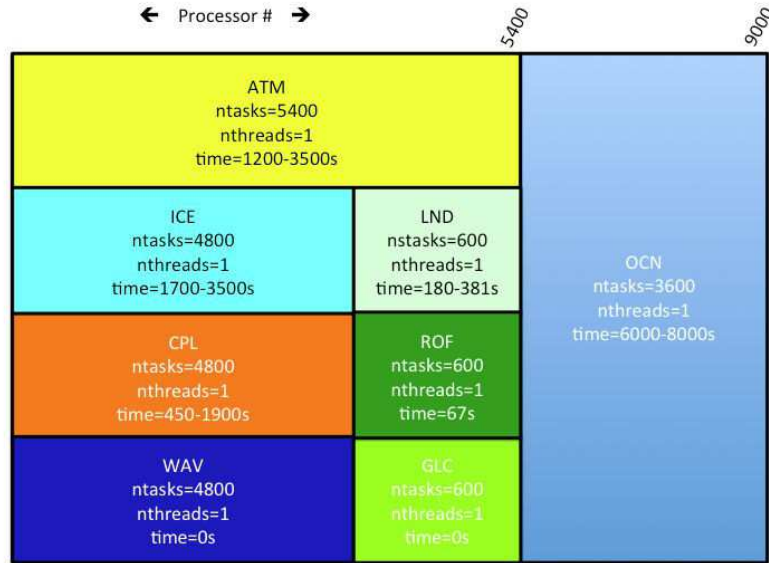 ← Processor # →
5400
9000
ATM
ntasks=5400
nthreads=1
time=1200-3500s
ICE
ntasks=4800
nthreads=1
time=1700-3500s
LND
nstasks=600
nthreads=1
time=180-381s
OCN
ntasks=3600
nthreads=1
time=6000-8000s
CPL
ntasks=4800
nthreads=1
time=450-1900s
ROF
ntasks=600
nthreads=1
time=67s
WAV
ntasks=4800
nthreads=1
time=0s
GLC
ntasks=600
nthreads=1
time=0s